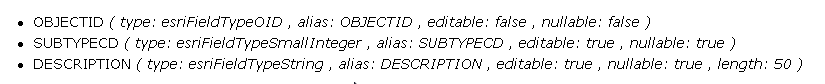 • OBJECTID ( type: esriFieldTypeOID , alias: OBJECTID , editable: false , nullable: false )
• SUBTYPECD ( type: esriFieldTypeSmallInteger , alias: SUBTYPECD , editable: true , nullable: true )
• DESCRIPTION ( type: esriFieldTypeString , alias: DESCRIPTION , editable: true , nullable: true , length: 50 )